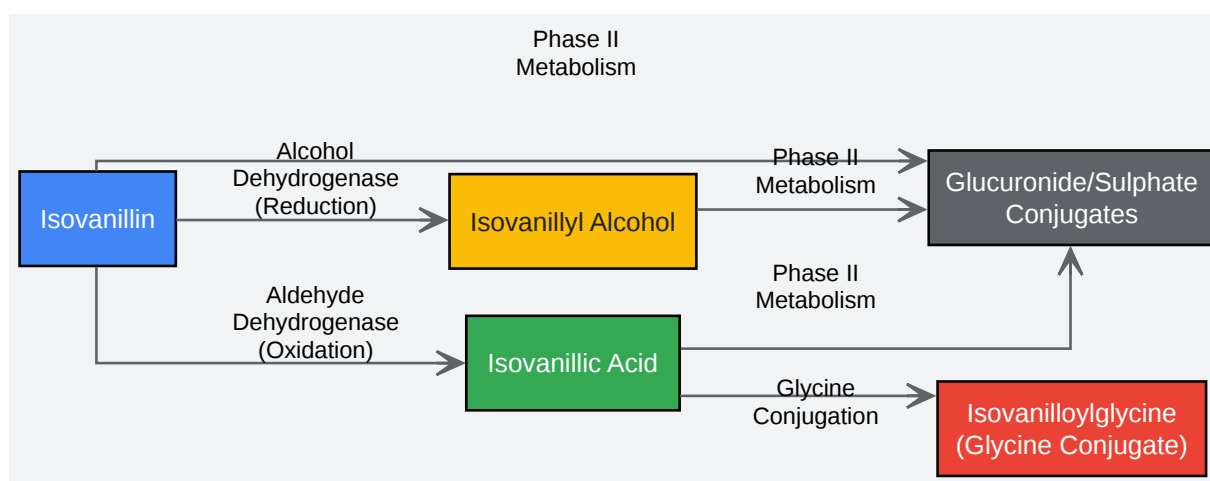 Phase II
Metabolism
Alcohol
Dehydrogenase
(Reduction)
Phase II
Metabolism
Glucuronide/Sulphate
Conjugates
Isovanillin
Isovanillyl Alcohol
Aldehyde
Dehydrogenase
(Oxidation)
Phase II
Metabolism
Isovanillic Acid
Glycine
Conjugation
Isovanilloylglycine
(Glycine Conjugate)